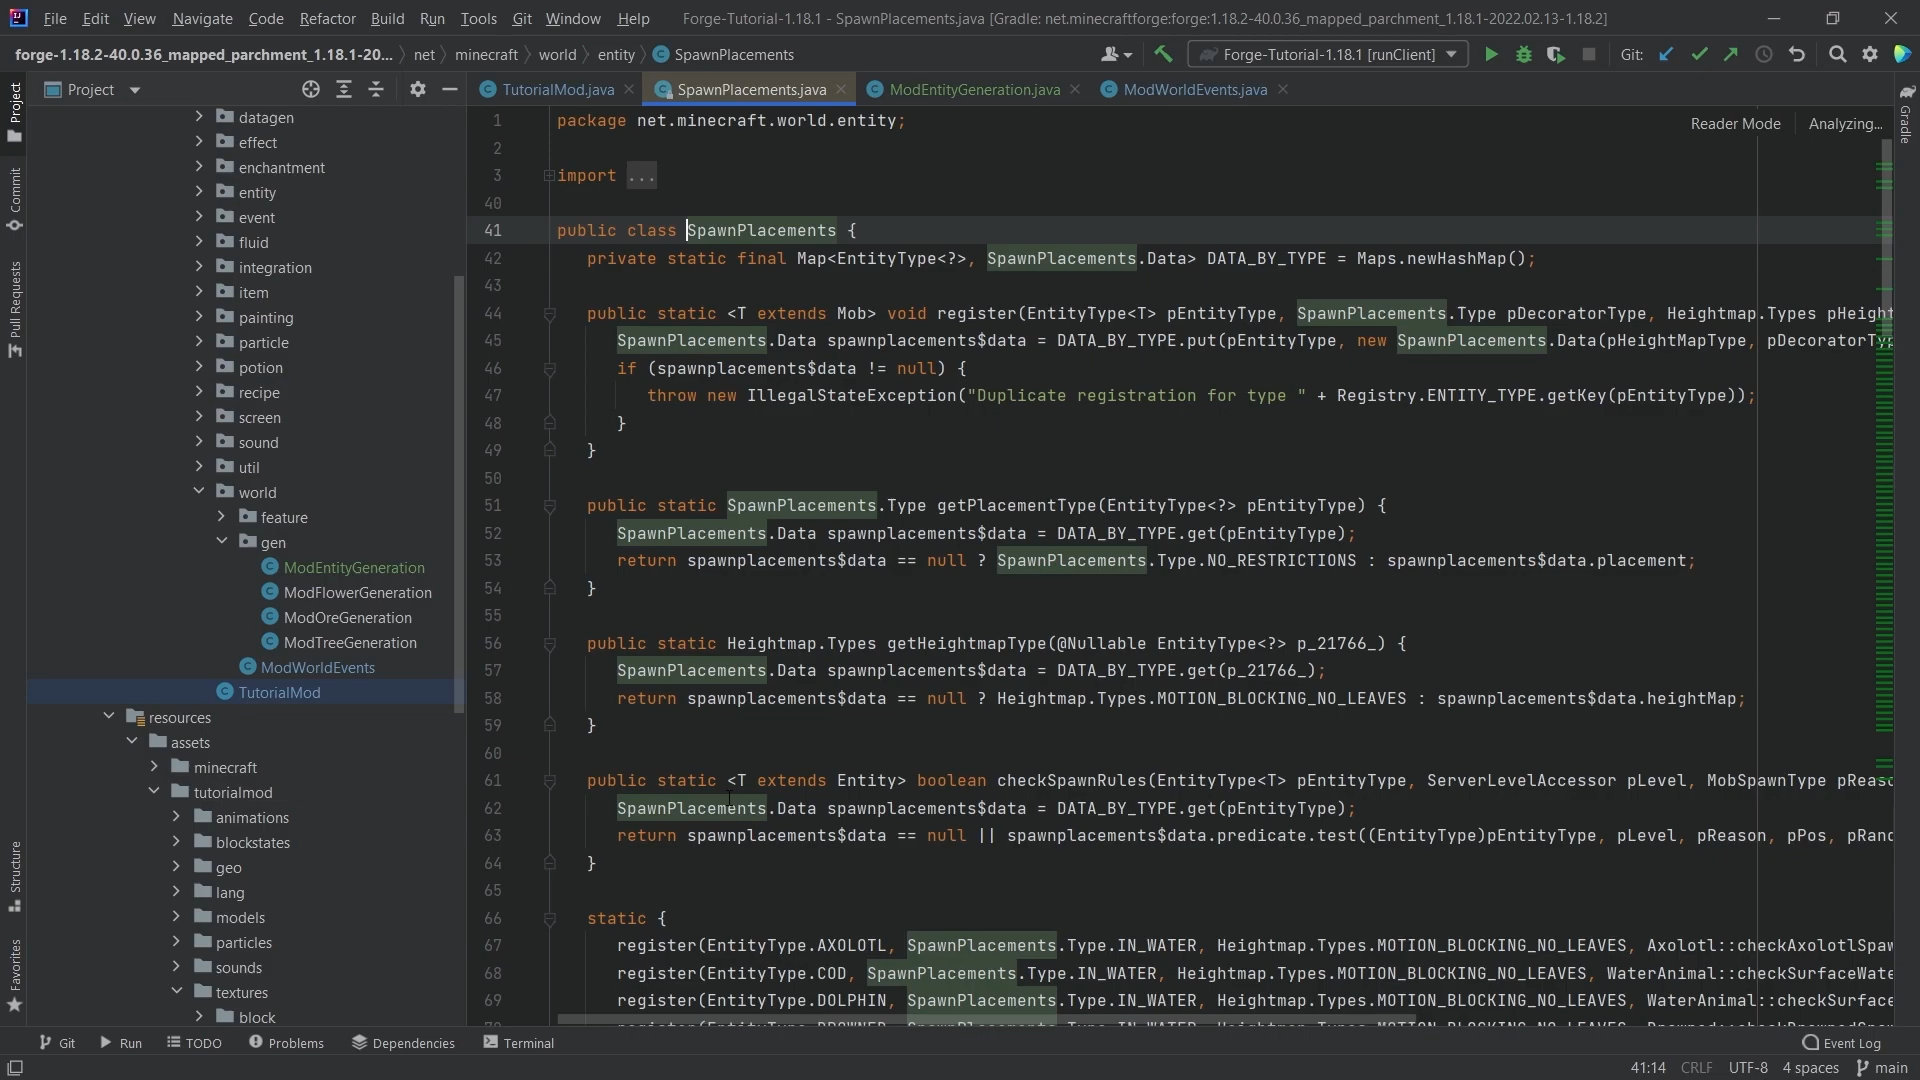 File Edit View Navigate Code Refactor Build Run Tools Git Window Help Forge-Tutorial-1.18.1 - SpawnPlacements.java [Gradle: net.minecraftforge:forge:1.18.2-40.0.36_mapped_parchment_1.18.1-2022.02.13-1.18.2]
forge-1.18.2-40.0.36_mapped_parchment_1.18.1-20... net minecraft world entity SpawnPlacements Forge-Tutorial-1.18.1 [runClient] Git:
Project
TutorialMod.java SpawnPlacements.java ModEntityGeneration.java ModWorldEvents.java
Reader Mode Analyzing...
Project
Commit
Pull Requests
Structure
Favorites
Gradle
datagen
effect
enchantment
entity
event
fluid
integration
item
painting
particle
potion
recipe
screen
sound
util
world
feature
gen
ModEntityGeneration
ModFlowerGeneration
ModOreGeneration
ModTreeGeneration
ModWorldEvents
TutorialMod
resources
assets
minecraft
tutorialmod
animations
blockstates
geo
lang
models
particles
sounds
textures
block
1 package net.minecraft.world.entity;
2
3 import ...
40
41 public class SpawnPlacements {
42 private static final Map<EntityType<?>, SpawnPlacements.Data> DATA_BY_TYPE = Maps.newHashMap();
43
44 public static <T extends Mob> void register(EntityType<T> pEntityType, SpawnPlacements.Type pDecoratorType, Heightmap.Types pHeight
45 SpawnPlacements.Data spawnplacements$data = DATA_BY_TYPE.put(pEntityType, new SpawnPlacements.Data(pHeightMapType, pDecoratorTyp
46 if (spawnplacements$data != null) {
47 throw new IllegalStateException("Duplicate registration for type " + Registry.ENTITY_TYPE.getKey(pEntityType));
48 }
49 }
50
51 public static SpawnPlacements.Type getPlacementType(EntityType<?> pEntityType) {
52 SpawnPlacements.Data spawnplacements$data = DATA_BY_TYPE.get(pEntityType);
53 return spawnplacements$data == null ? SpawnPlacements.Type.NO_RESTRICTIONS : spawnplacements$data.placement;
54 }
55
56 public static Heightmap.Types getHeightmapType(@Nullable EntityType<?> p_21766_) {
57 SpawnPlacements.Data spawnplacements$data = DATA_BY_TYPE.get(p_21766_);
58 return spawnplacements$data == null ? Heightmap.Types.MOTION_BLOCKING_NO_LEAVES : spawnplacements$data.heightMap;
59 }
60
61 public static <T extends Entity> boolean checkSpawnRules(EntityType<T> pEntityType, ServerLevelAccessor pLevel, MobSpawnType pReas
62 SpawnPlacements.Data spawnplacements$data = DATA_BY_TYPE.get(pEntityType);
63 return spawnplacements$data == null || spawnplacements$data.predicate.test((EntityType)pEntityType, pLevel, pReason, pPos, pRand
64 }
65
66 static {
67 register(EntityType.AXOLOTL, SpawnPlacements.Type.IN_WATER, Heightmap.Types.MOTION_BLOCKING_NO_LEAVES, Axolotl::checkAxolotlSpaw
68 register(EntityType.COD, SpawnPlacements.Type.IN_WATER, Heightmap.Types.MOTION_BLOCKING_NO_LEAVES, WaterAnimal::checkSurfaceWate
69 register(EntityType.DOLPHIN, SpawnPlacements.Type.IN_WATER, Heightmap.Types.MOTION_BLOCKING_NO_LEAVES, WaterAnimal::checkSurface
Git Run TODO Problems Dependencies Terminal Event Log
41:14 CRLF UTF-8 4 spaces main